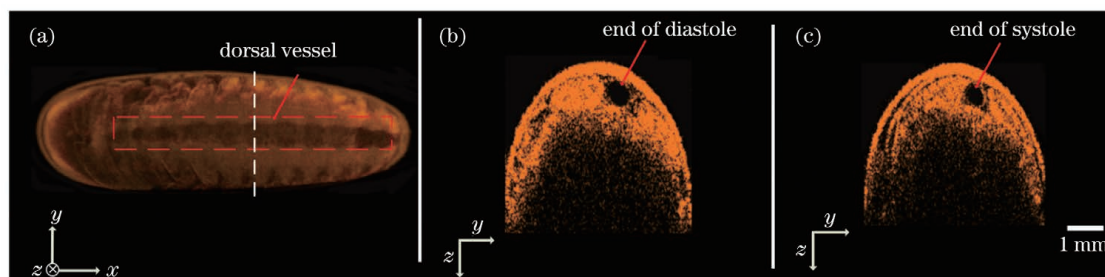 (a)
dorsal vessel
y
z
x
(b)
end of diastole
y
z
(c)
end of systole
y
z
1 mm